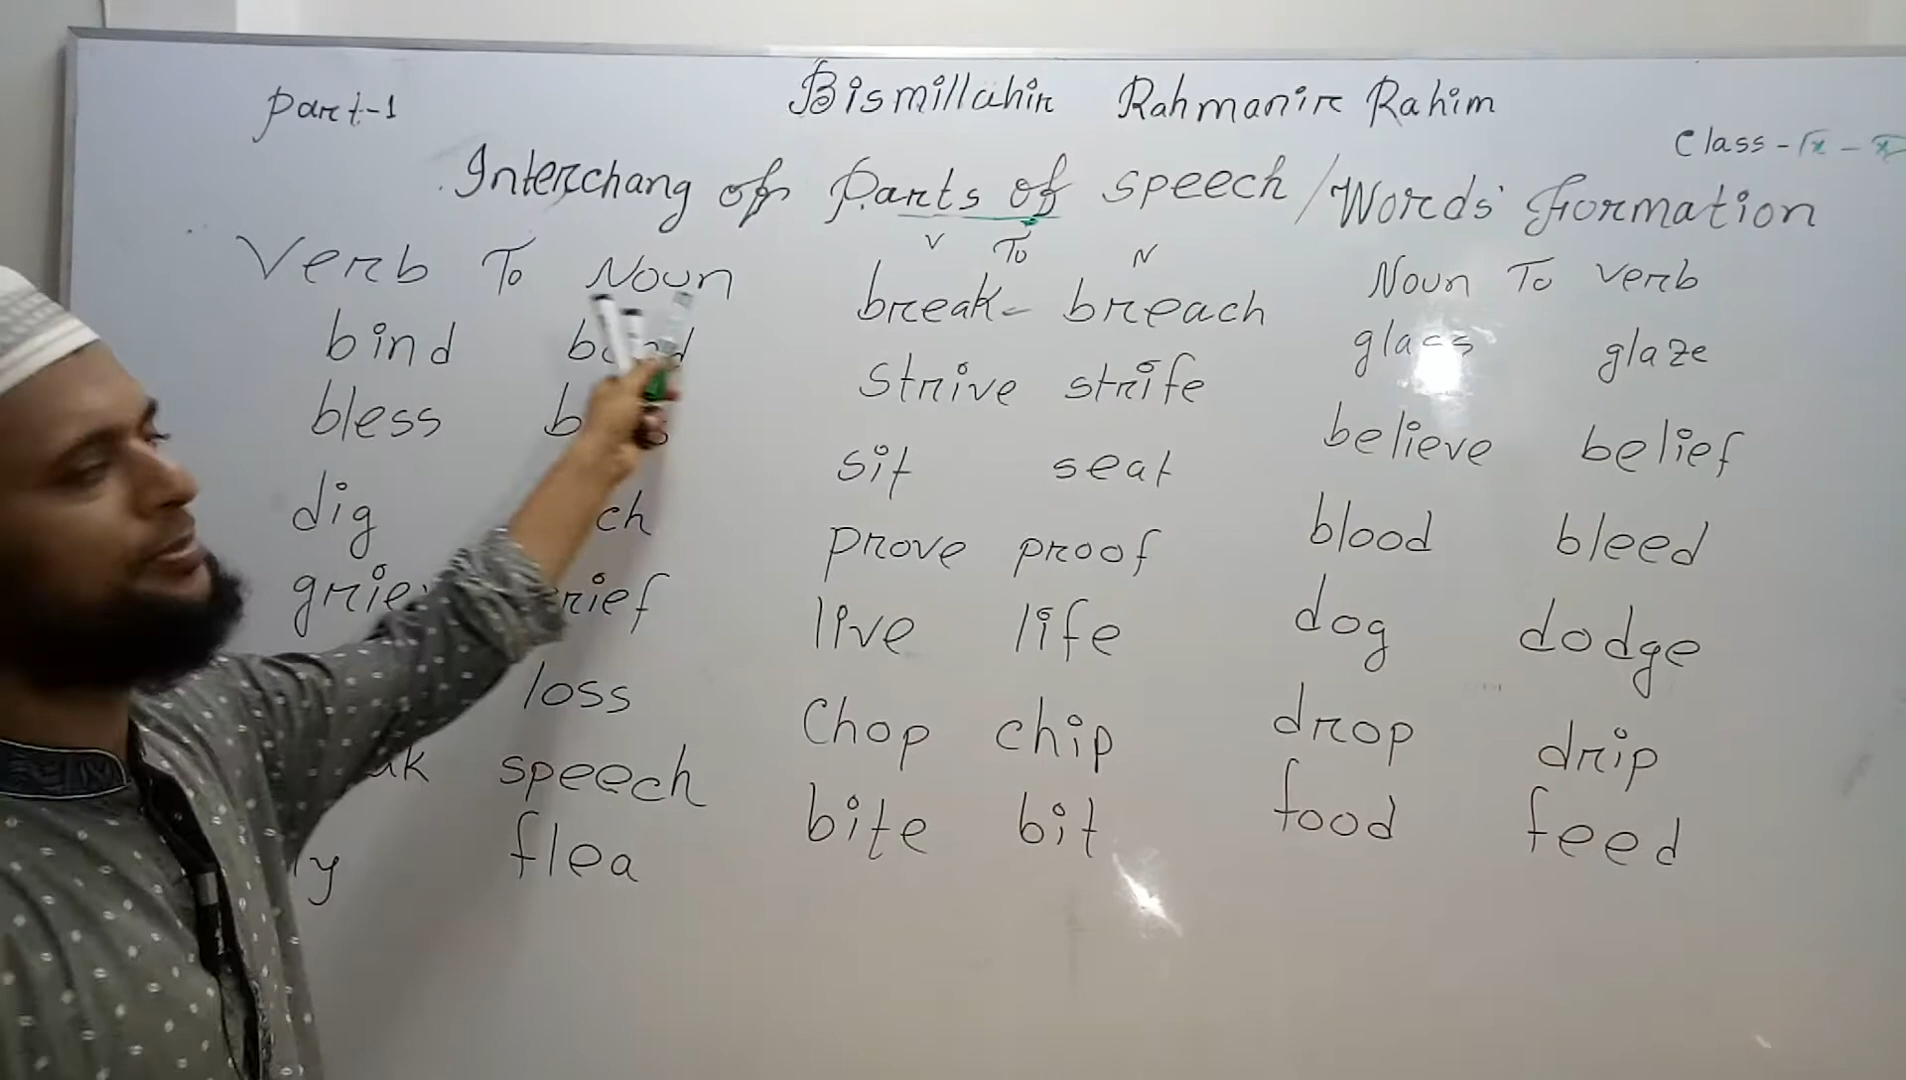 Part-1
Bismillahir Rahmanir Rahim
Class - IX - X
Interchang of Parts of speech / Words Formation
Verb To Noun
bind
bless
dig
grief
loss
speech
flea
V To N
break - breach
strive strife
sit seat
prove proof
live life
Chop chip
bite bit
Noun To verb
glass glaze
believe belief
blood bleed
dog dodge
drop drip
food feed